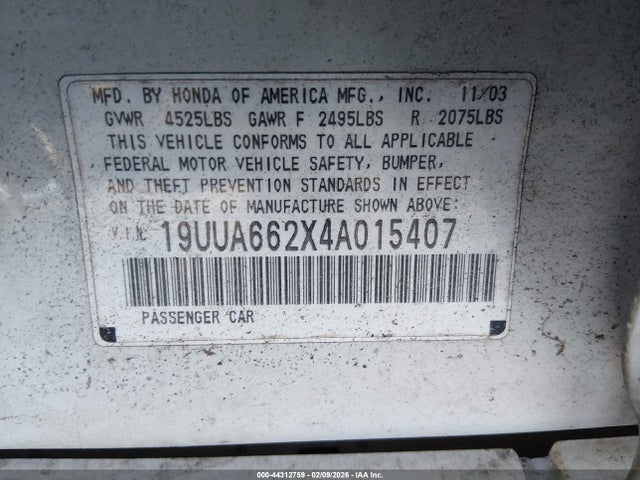 MFD. BY HONDA OF AMERICA MFG., INC. 11/03
GVWR 4525LBS GAWR F 2495LBS R 2075LBS
THIS VEHICLE CONFORMS TO ALL APPLICABLE
FEDERAL MOTOR VEHICLE SAFETY, BUMPER,
AND THEFT PREVENTION STANDARDS IN EFFECT
ON THE DATE OF MANUFACTURE SHOWN ABOVE.
V.I.N. 19UUA662X4A015407
PASSENGER CAR
000-44312759 | 02/09/2026 - IAA Inc.